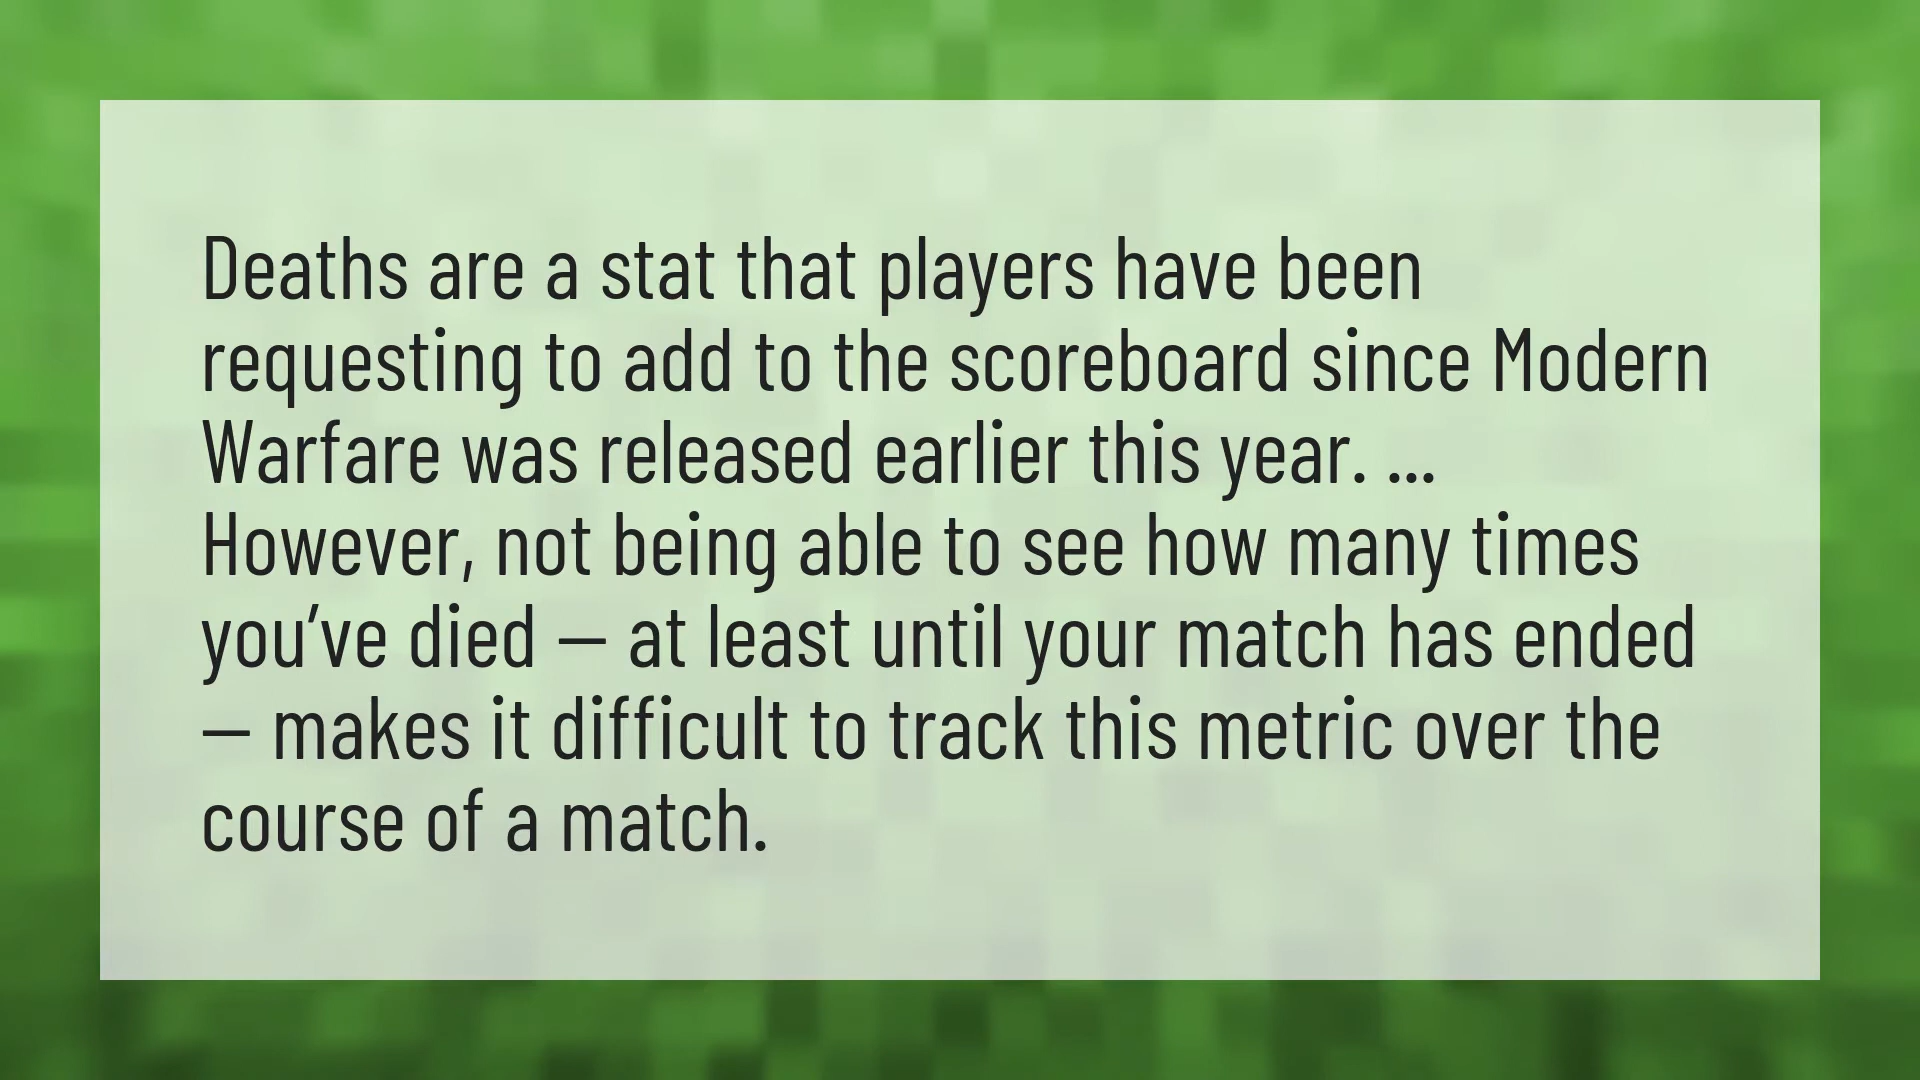 Deaths are a stat that players have been
requesting to add to the scoreboard since Modern
Warfare was released earlier this year. ...
However, not being able to see how many times
you’ve died — at least until your match has ended
— makes it difficult to track this metric over the
course of a match.